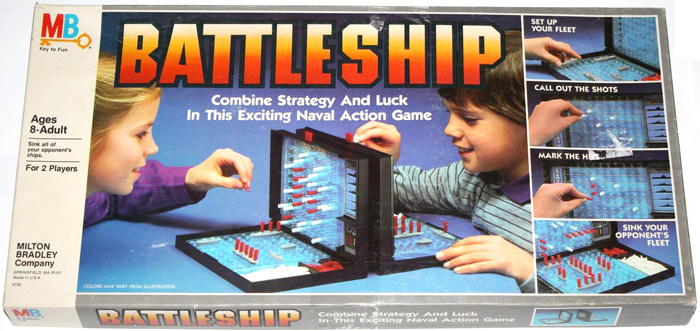 MB
Key to Fun
BATTLESHIP
Combine Strategy And Luck
In This Exciting Naval Action Game
Ages
8-Adult
Sink all of
your opponent's
ships.
For 2 Players
MILTON
BRADLEY
Company
SPRINGFIELD, MA 01101
Made in U.S.A.
4730
COLORS MAY VARY FROM ILLUSTRATION
SET UP
YOUR FLEET
CALL OUT THE SHOTS
MARK THE HITS
SINK YOUR
OPPONENT'S
FLEET
MB
BATTLESHIP
Combine Strategy And Luck
In This Exciting Naval Action Game